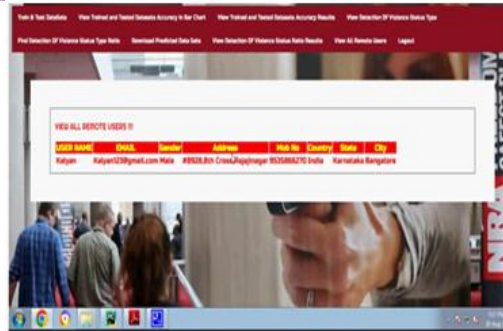 Train & Test DataSets View Trained and Tested Datasets Accuracy in Bar Chart View Trained and Tested Datasets Accuracy Results View Detection Of Violence Status Type
Find Detection Of Violence Status Type Ratio Download Predicted Data Sets View Detection Of Violence Status Ratio Results View All Remote Users Logout
VIEW ALL REMOTE USERS !!!
USER NAME EMAIL Gender Address Mob No Country State City
Kalyan Kalyan123@gmail.com Male #8928,8th Cross,Rajajinagar 9535866270 India Karnataka Bangalore